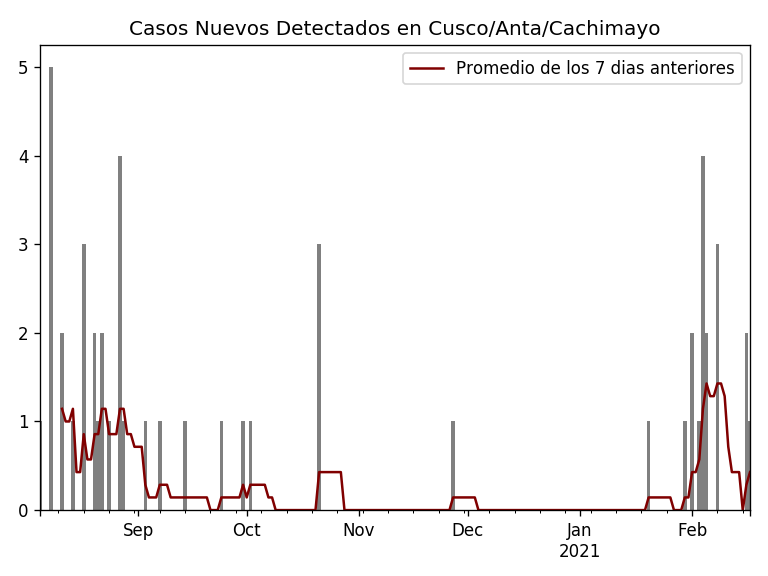 Casos Nuevos Detectados en Cusco/Anta/Cachimayo
Promedio de los 7 dias anteriores
5
4
3
2
1
0
Sep Oct Nov Dec Jan Feb
2021